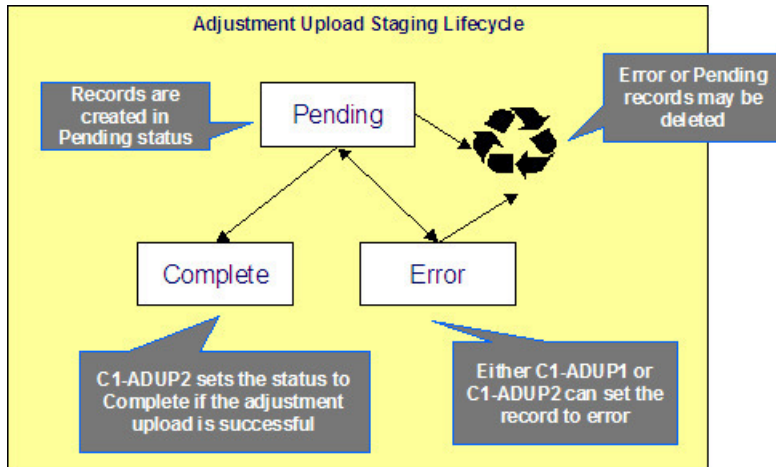 Adjustment Upload Staging Lifecycle
Records are
created in
Pending status
Pending
Error or Pending
records may be
deleted
Complete
Error
C1-ADUP2 sets the status to
Complete if the adjustment
upload is successful
Either C1-ADUP1 or
C1-ADUP2 can set the
record to error